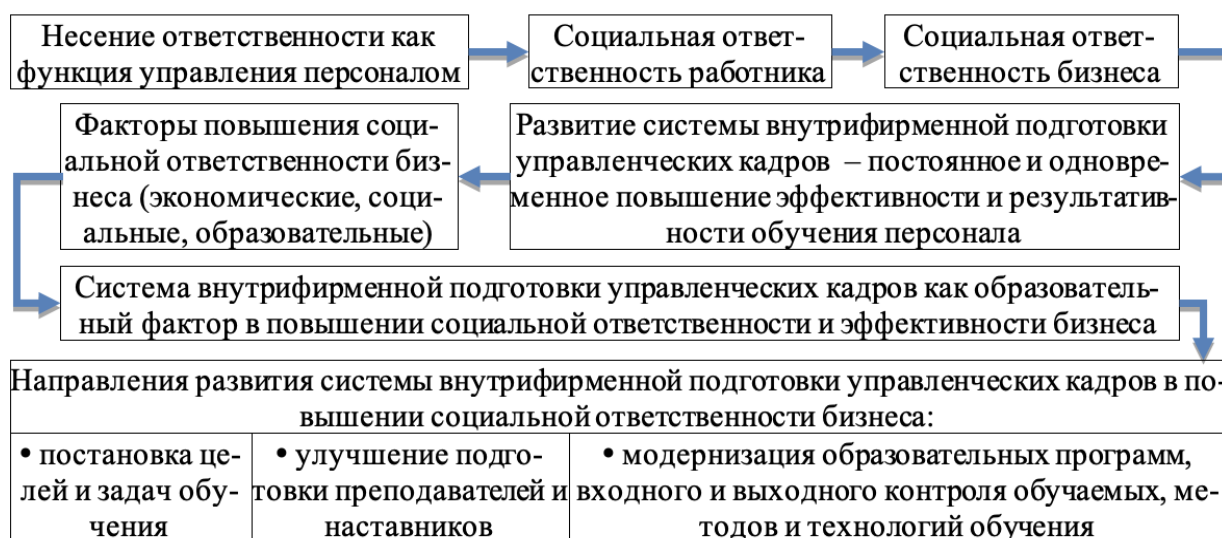 Несение ответственности как
функция управления персоналом
Социальная ответ-
ственность работника
Социальная ответ-
ственность бизнеса
Развитие системы внутрифирменной подготовки
управленческих кадров – постоянное и одновре-
менное повышение эффективности и результатив-
ности обучения персонала
Факторы повышения соци-
альной ответственности биз-
неса (экономические, соци-
альные, образовательные)
Система внутрифирменной подготовки управленческих кадров как образователь-
ный фактор в повышении социальной ответственности и эффективности бизнеса
Направления развития системы внутрифирменной подготовки управленческих кадров в по-
вышении социальной ответственности бизнеса:
• постановка це-
лей и задач обу-
чения
• улучшение подго-
товки преподавателей и
наставников
• модернизация образовательных программ,
входного и выходного контроля обучаемых, ме-
тодов и технологий обучения